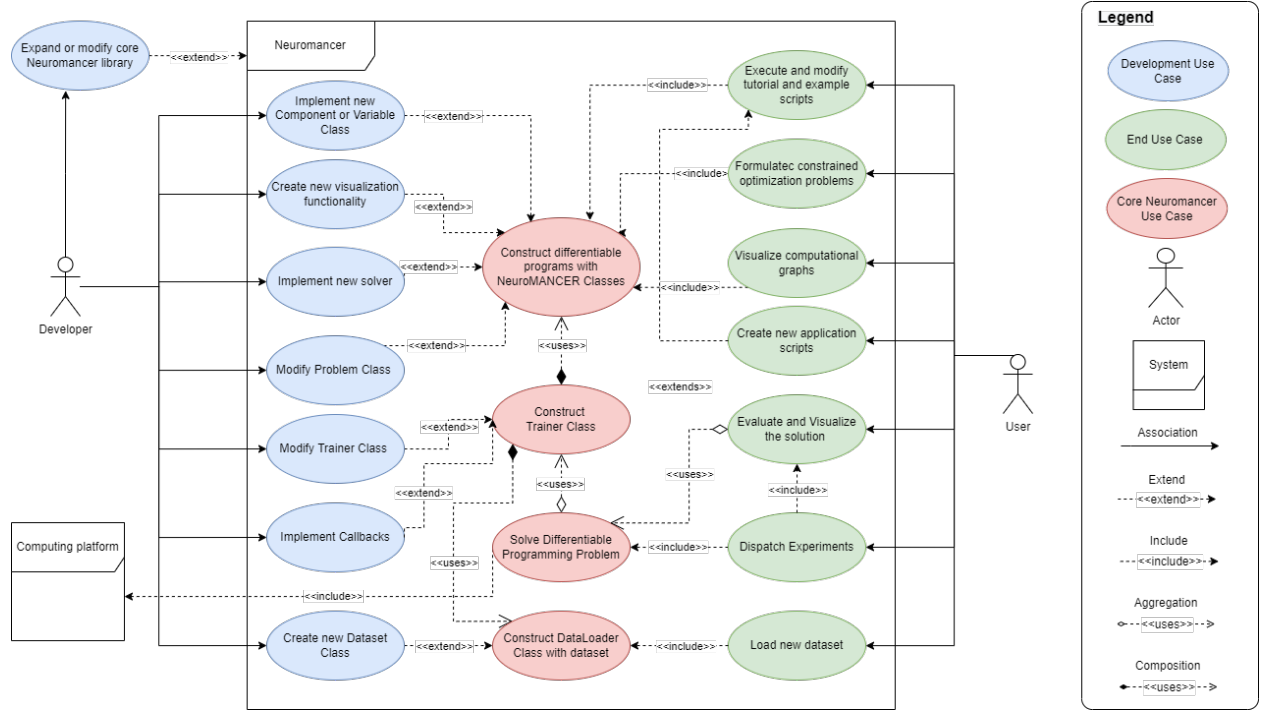 Expand or modify core
Neuromancer library
<<extend>>
Neuromancer
Implement new
Component or Variable
Class
<<extend>>
Create new visualization
functionality
<<extend>>
Implement new solver
<<extend>>
Modify Problem Class
<<extend>>
Modify Trainer Class
<<extend>>
<<extend>>
Implement Callbacks
Create new Dataset
Class
<<extend>>
Developer
Computing platform
<<include>>
Construct differentiable
programs with
NeuroMANCER Classes
<<uses>>
Construct
Trainer Class
<<uses>>
<<uses>>
Solve Differentiable
Programming Problem
Construct DataLoader
Class with dataset
<<include>>
Execute and modify
tutorial and example
scripts
<<include>
Formulatec constrained
optimization problems
Visualize computational
graphs
<<include>>
Create new application
scripts
<<extends>>
Evaluate and Visualize
the solution
<<uses>>
<<include>>
<<include>>
Dispatch Experiments
<<include>>
Load new dataset
User
Legend
Development Use
Case
End Use Case
Core Neuromancer
Use Case
Actor
System
Association
Extend
<<extend>>
Include
<<include>>
Aggregation
<<uses>>
Composition
<<uses>>